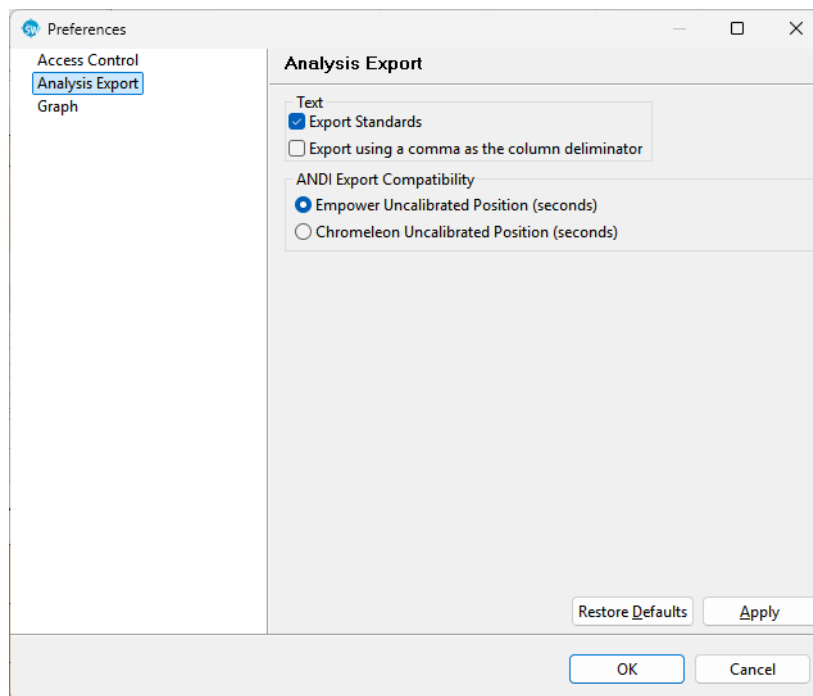 SW Preferences
Access Control
Analysis Export
Graph
Analysis Export
Text
Export Standards
Export using a comma as the column deliminator
ANDI Export Compatibility
Empower Uncalibrated Position (seconds)
Chromeleon Uncalibrated Position (seconds)
Restore Defaults
Apply
OK
Cancel